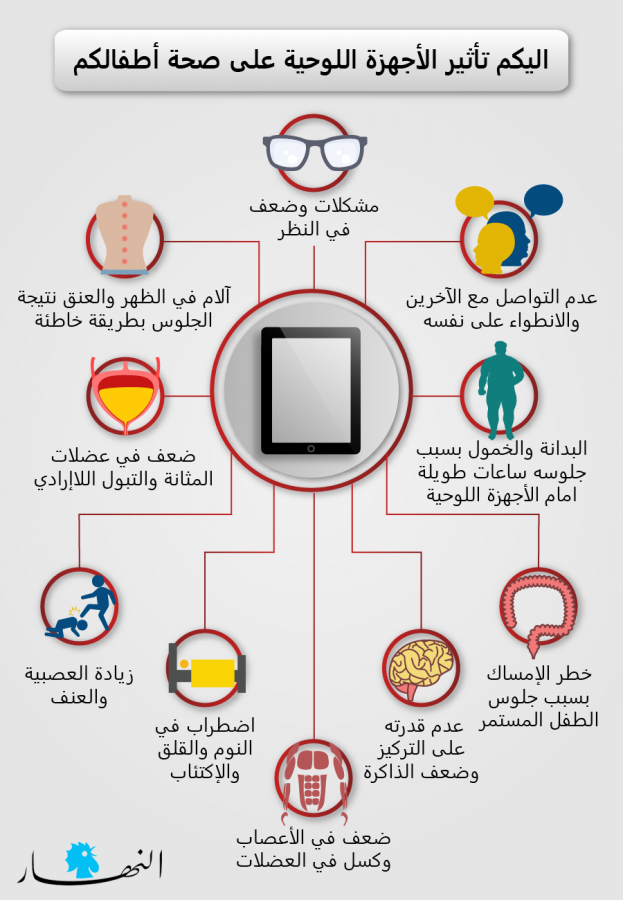 اليكم تأثير الأجهزة اللوحية على صحة أطفالكم
مشكلات وضعف
في النظر
عدم التواصل مع الآخرين
والانطواء على نفسه
آلام في الظهر والعنق نتيجة
الجلوس بطريقة خاطئة
البدانة والخمول بسبب
جلوسه ساعات طويلة
امام الأجهزة اللوحية
ضعف في عضلات
المثانة والتبول اللاإرادي
خطر الإمساك
بسبب جلوس
الطفل المستمر
عدم قدرته
على التركيز
وضعف الذاكرة
ضعف في الأعصاب
وكسل في العضلات
اضطراب في
النوم والقلق
والإكتئاب
زيادة العصبية
والعنف
النهار